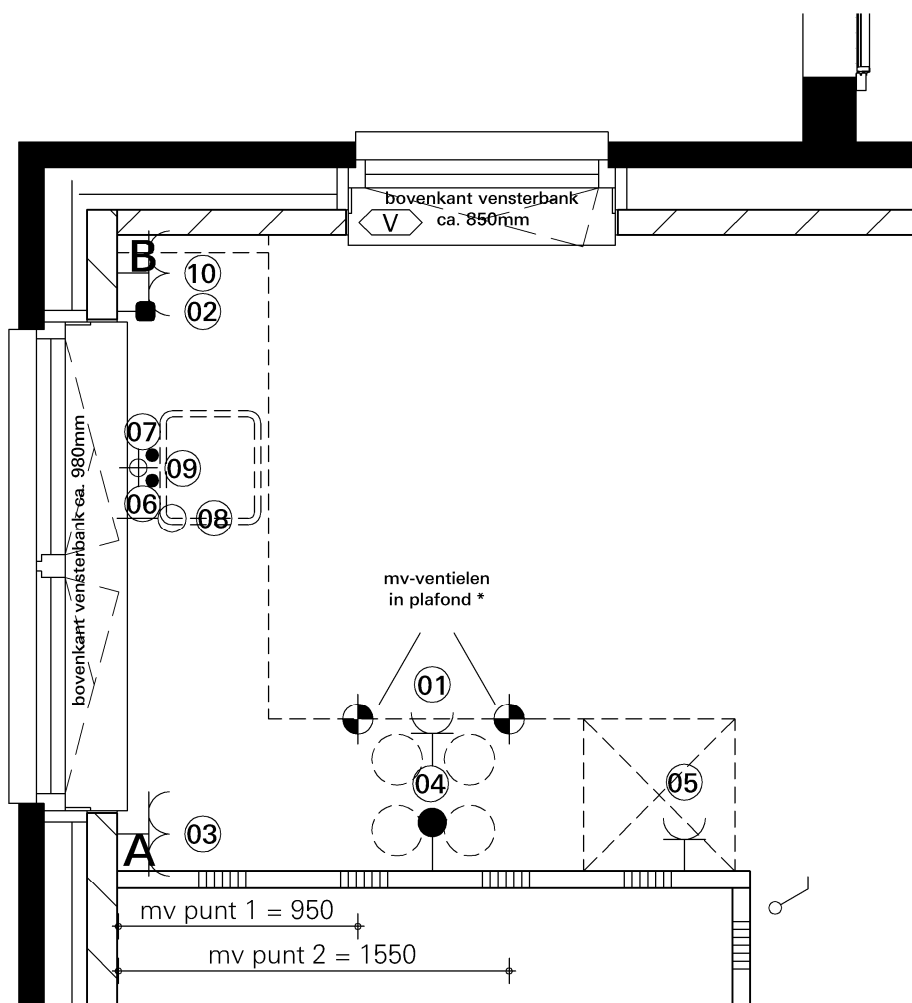 bovenkant vensterbank
ca. 850mm
V
B
10
02
07
09
06
08
bovenkant vensterbank ca. 980mm
mv-ventielen
in plafond *
01
04
05
03
A
mv punt 1 = 950
mv punt 2 = 1550